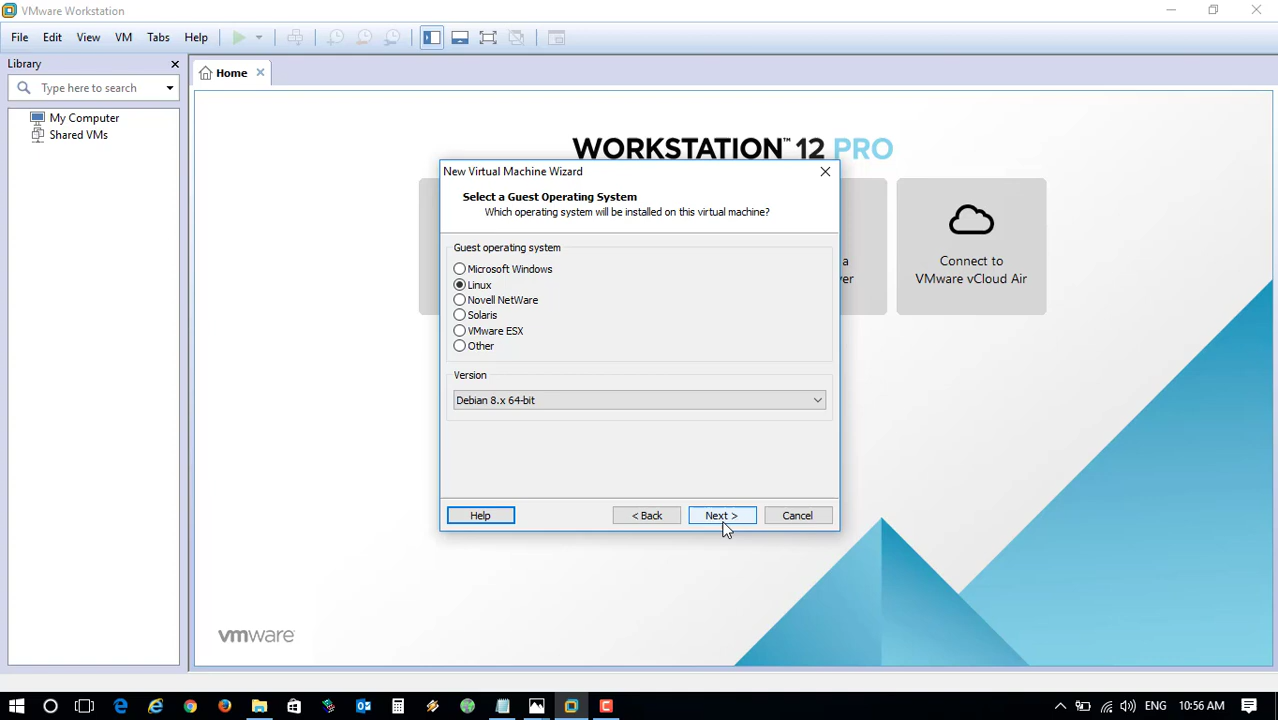 VMware Workstation
File Edit View VM Tabs Help
Library
Type here to search
My Computer
Shared VMs
Home
WORKSTATION™ 12 PRO
New Virtual Machine Wizard
Select a Guest Operating System
Which operating system will be installed on this virtual machine?
Guest operating system
Microsoft Windows
Linux
Novell NetWare
Solaris
VMware ESX
Other
Version
Debian 8.x 64-bit
Help
< Back
Next >
Cancel
a
ver
Connect to
VMware vCloud Air
vmware
ENG 10:56 AM